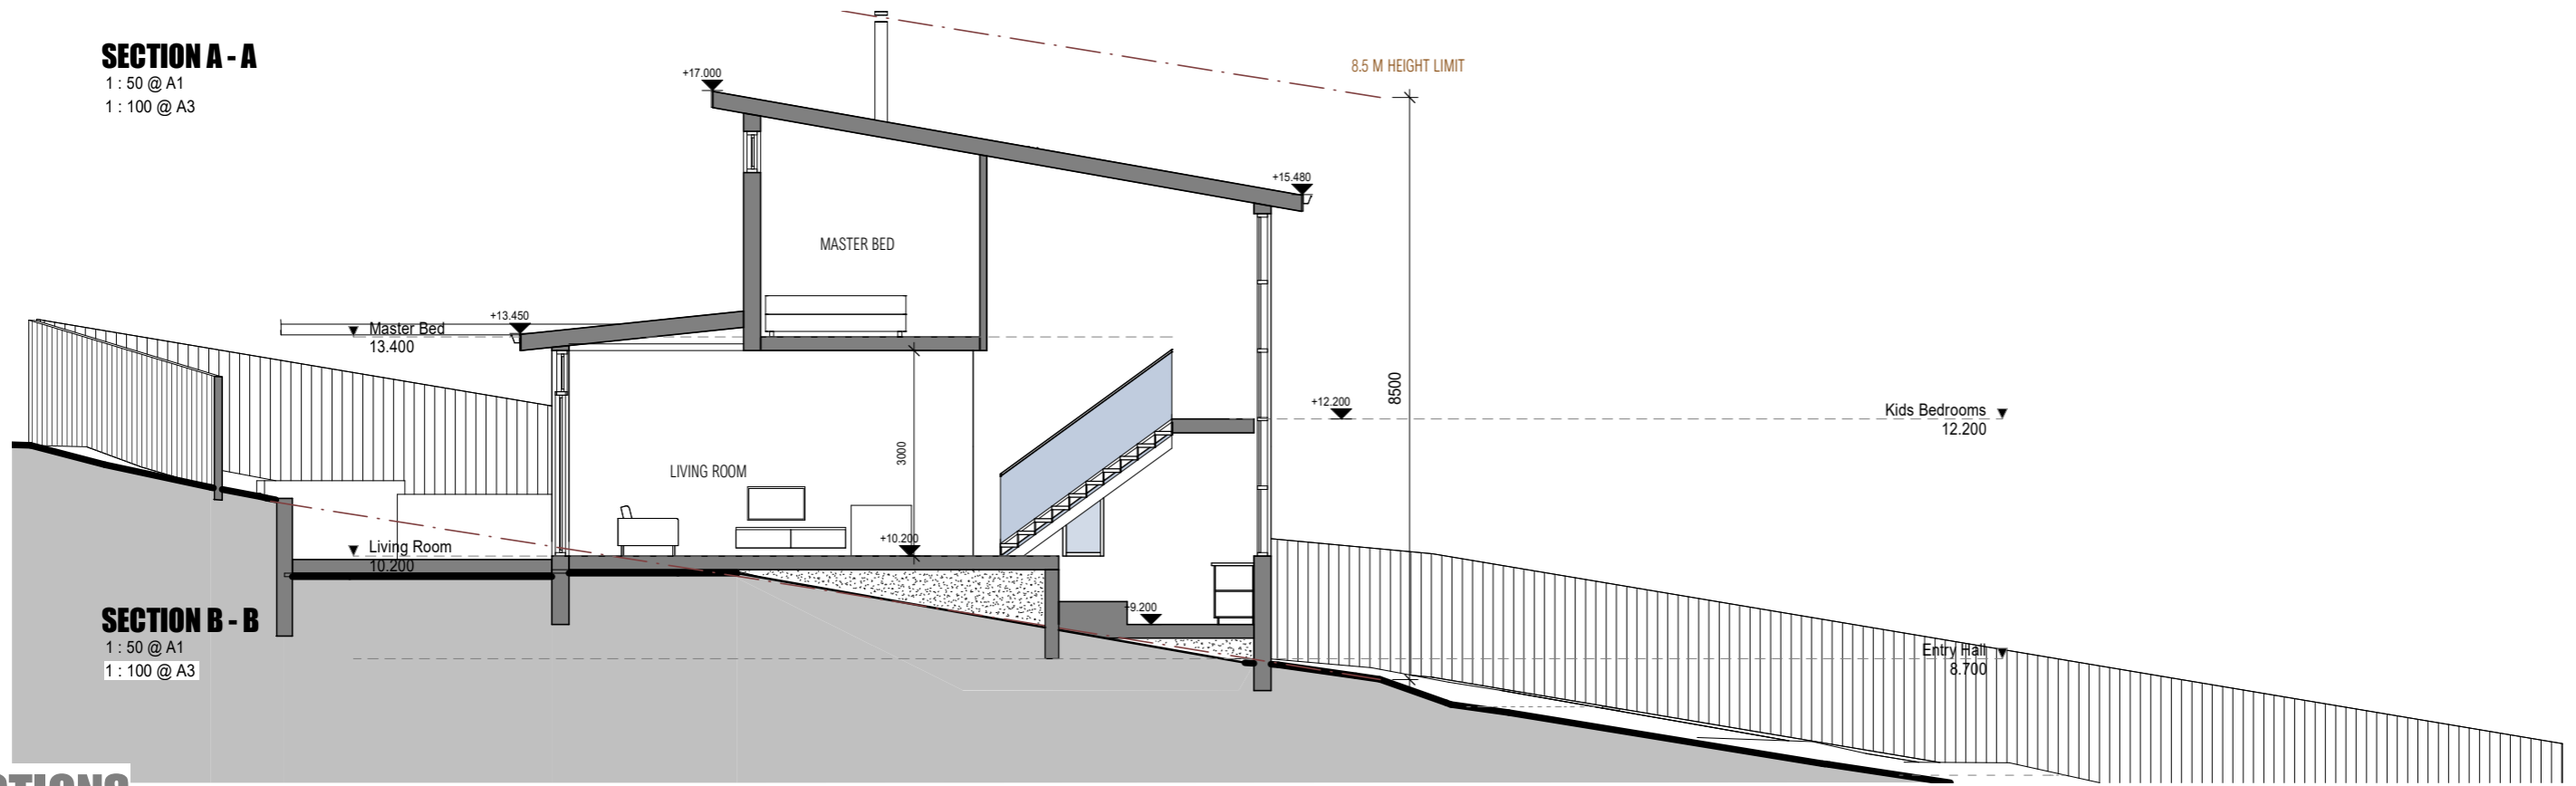 SECTION A - A
1 : 50 @ A1
1 : 100 @ A3
8.5 M HEIGHT LIMIT
+17.000
+15.480
MASTER BED
+13.450
Master Bed
13.400
8500
+12.200
Kids Bedrooms
12.200
3000
LIVING ROOM
+10.200
Living Room
10.200
+9.200
SECTION B - B
1 : 50 @ A1
1 : 100 @ A3
Entry Hall
8.700